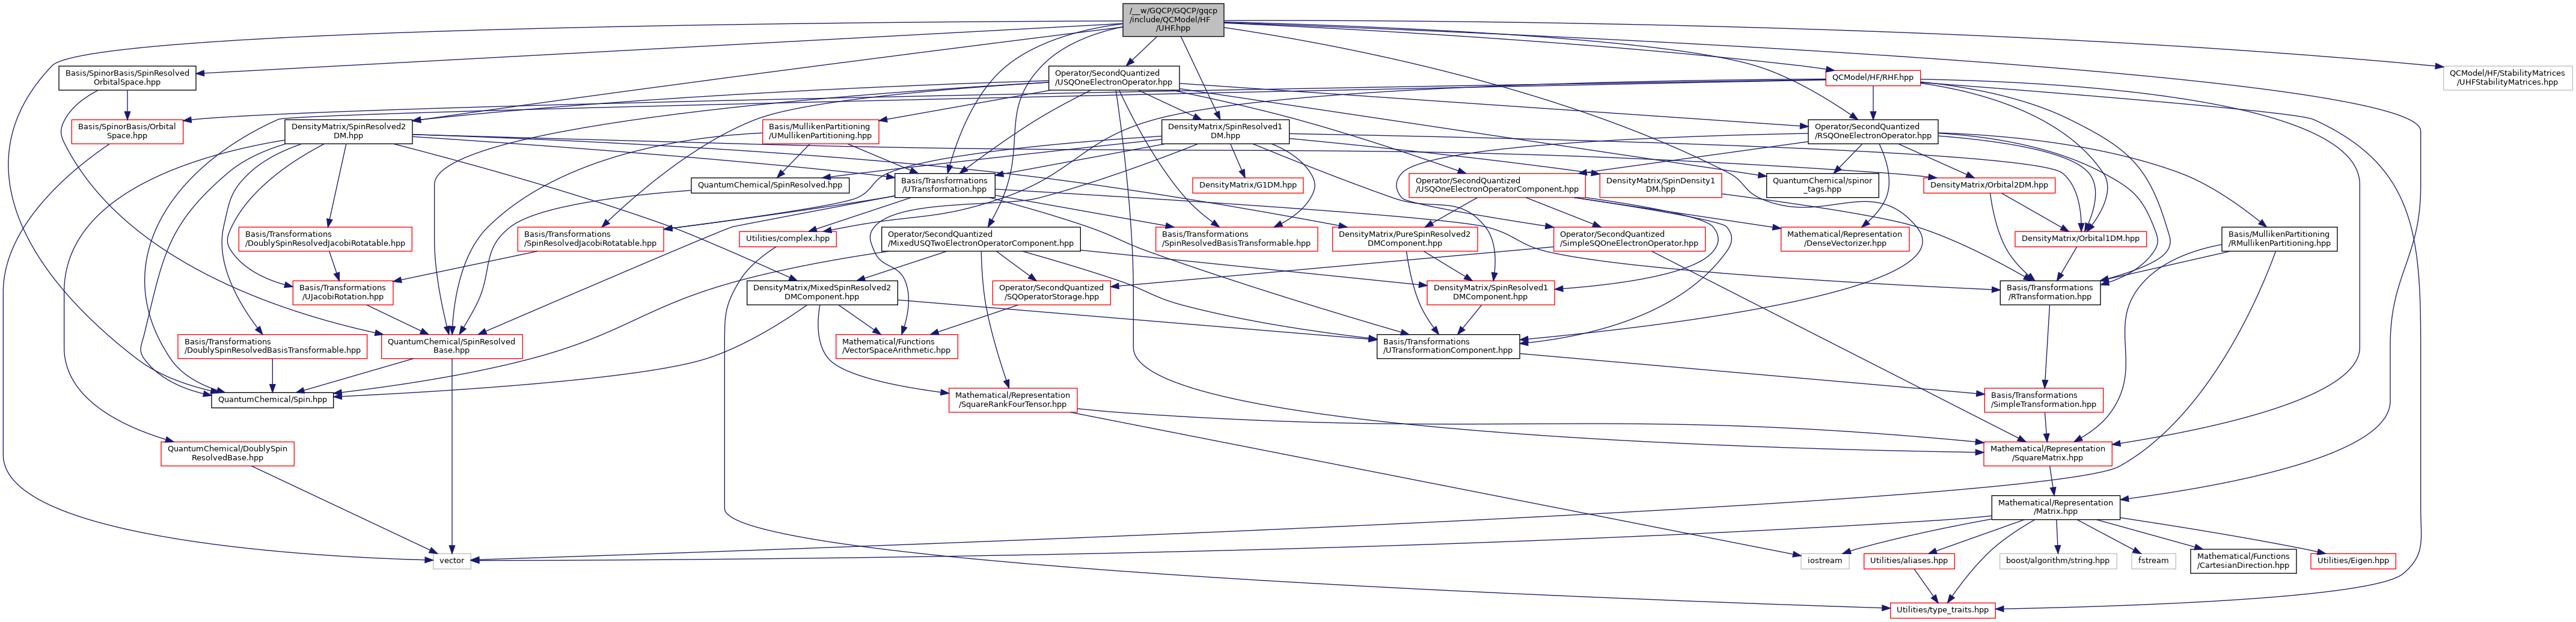 /__w/GQCP/GQCP/gqcp
/include/QCModel/HF
/UHF.hpp
Basis/SpinorBasis/SpinResolved
OrbitalSpace.hpp
Operator/SecondQuantized
/USQOneElectronOperator.hpp
QCModel/HF/RHF.hpp
QCModel/HF/StabilityMatrices
/UHFStabilityMatrices.hpp
Basis/SpinorBasis/Orbital
Space.hpp
DensityMatrix/SpinResolved2
DM.hpp
Basis/MullikenPartitioning
/UMullikenPartitioning.hpp
DensityMatrix/SpinResolved1
DM.hpp
Operator/SecondQuantized
/RSQOneElectronOperator.hpp
QuantumChemical/SpinResolved.hpp
Basis/Transformations
/UTransformation.hpp
DensityMatrix/G1DM.hpp
Operator/SecondQuantized
/USQOneElectronOperatorComponent.hpp
DensityMatrix/SpinDensity1
DM.hpp
QuantumChemical/spinor
_tags.hpp
DensityMatrix/Orbital2DM.hpp
Basis/Transformations
/DoublySpinResolvedJacobiRotatable.hpp
Basis/Transformations
/SpinResolvedJacobiRotatable.hpp
Utilities/complex.hpp
Operator/SecondQuantized
/MixedUSQTwoElectronOperatorComponent.hpp
Basis/Transformations
/SpinResolvedBasisTransformable.hpp
DensityMatrix/PureSpinResolved2
DMComponent.hpp
Operator/SecondQuantized
/SimpleSQOneElectronOperator.hpp
Mathematical/Representation
/DenseVectorizer.hpp
DensityMatrix/Orbital1DM.hpp
Basis/MullikenPartitioning
/RMullikenPartitioning.hpp
Basis/Transformations
/UJacobiRotation.hpp
DensityMatrix/MixedSpinResolved2
DMComponent.hpp
Operator/SecondQuantized
/SQOperatorStorage.hpp
DensityMatrix/SpinResolved1
DMComponent.hpp
Basis/Transformations
/RTransformation.hpp
Basis/Transformations
/DoublySpinResolvedBasisTransformable.hpp
QuantumChemical/SpinResolved
Base.hpp
Mathematical/Functions
/VectorSpaceArithmetic.hpp
Basis/Transformations
/UTransformationComponent.hpp
QuantumChemical/Spin.hpp
Mathematical/Representation
/SquareRankFourTensor.hpp
Basis/Transformations
/SimpleTransformation.hpp
QuantumChemical/DoublySpin
ResolvedBase.hpp
Mathematical/Representation
/SquareMatrix.hpp
Mathematical/Representation
/Matrix.hpp
vector
iostream
Utilities/aliases.hpp
boost/algorithm/string.hpp
fstream
Mathematical/Functions
/CartesianDirection.hpp
Utilities/Eigen.hpp
Utilities/type_traits.hpp